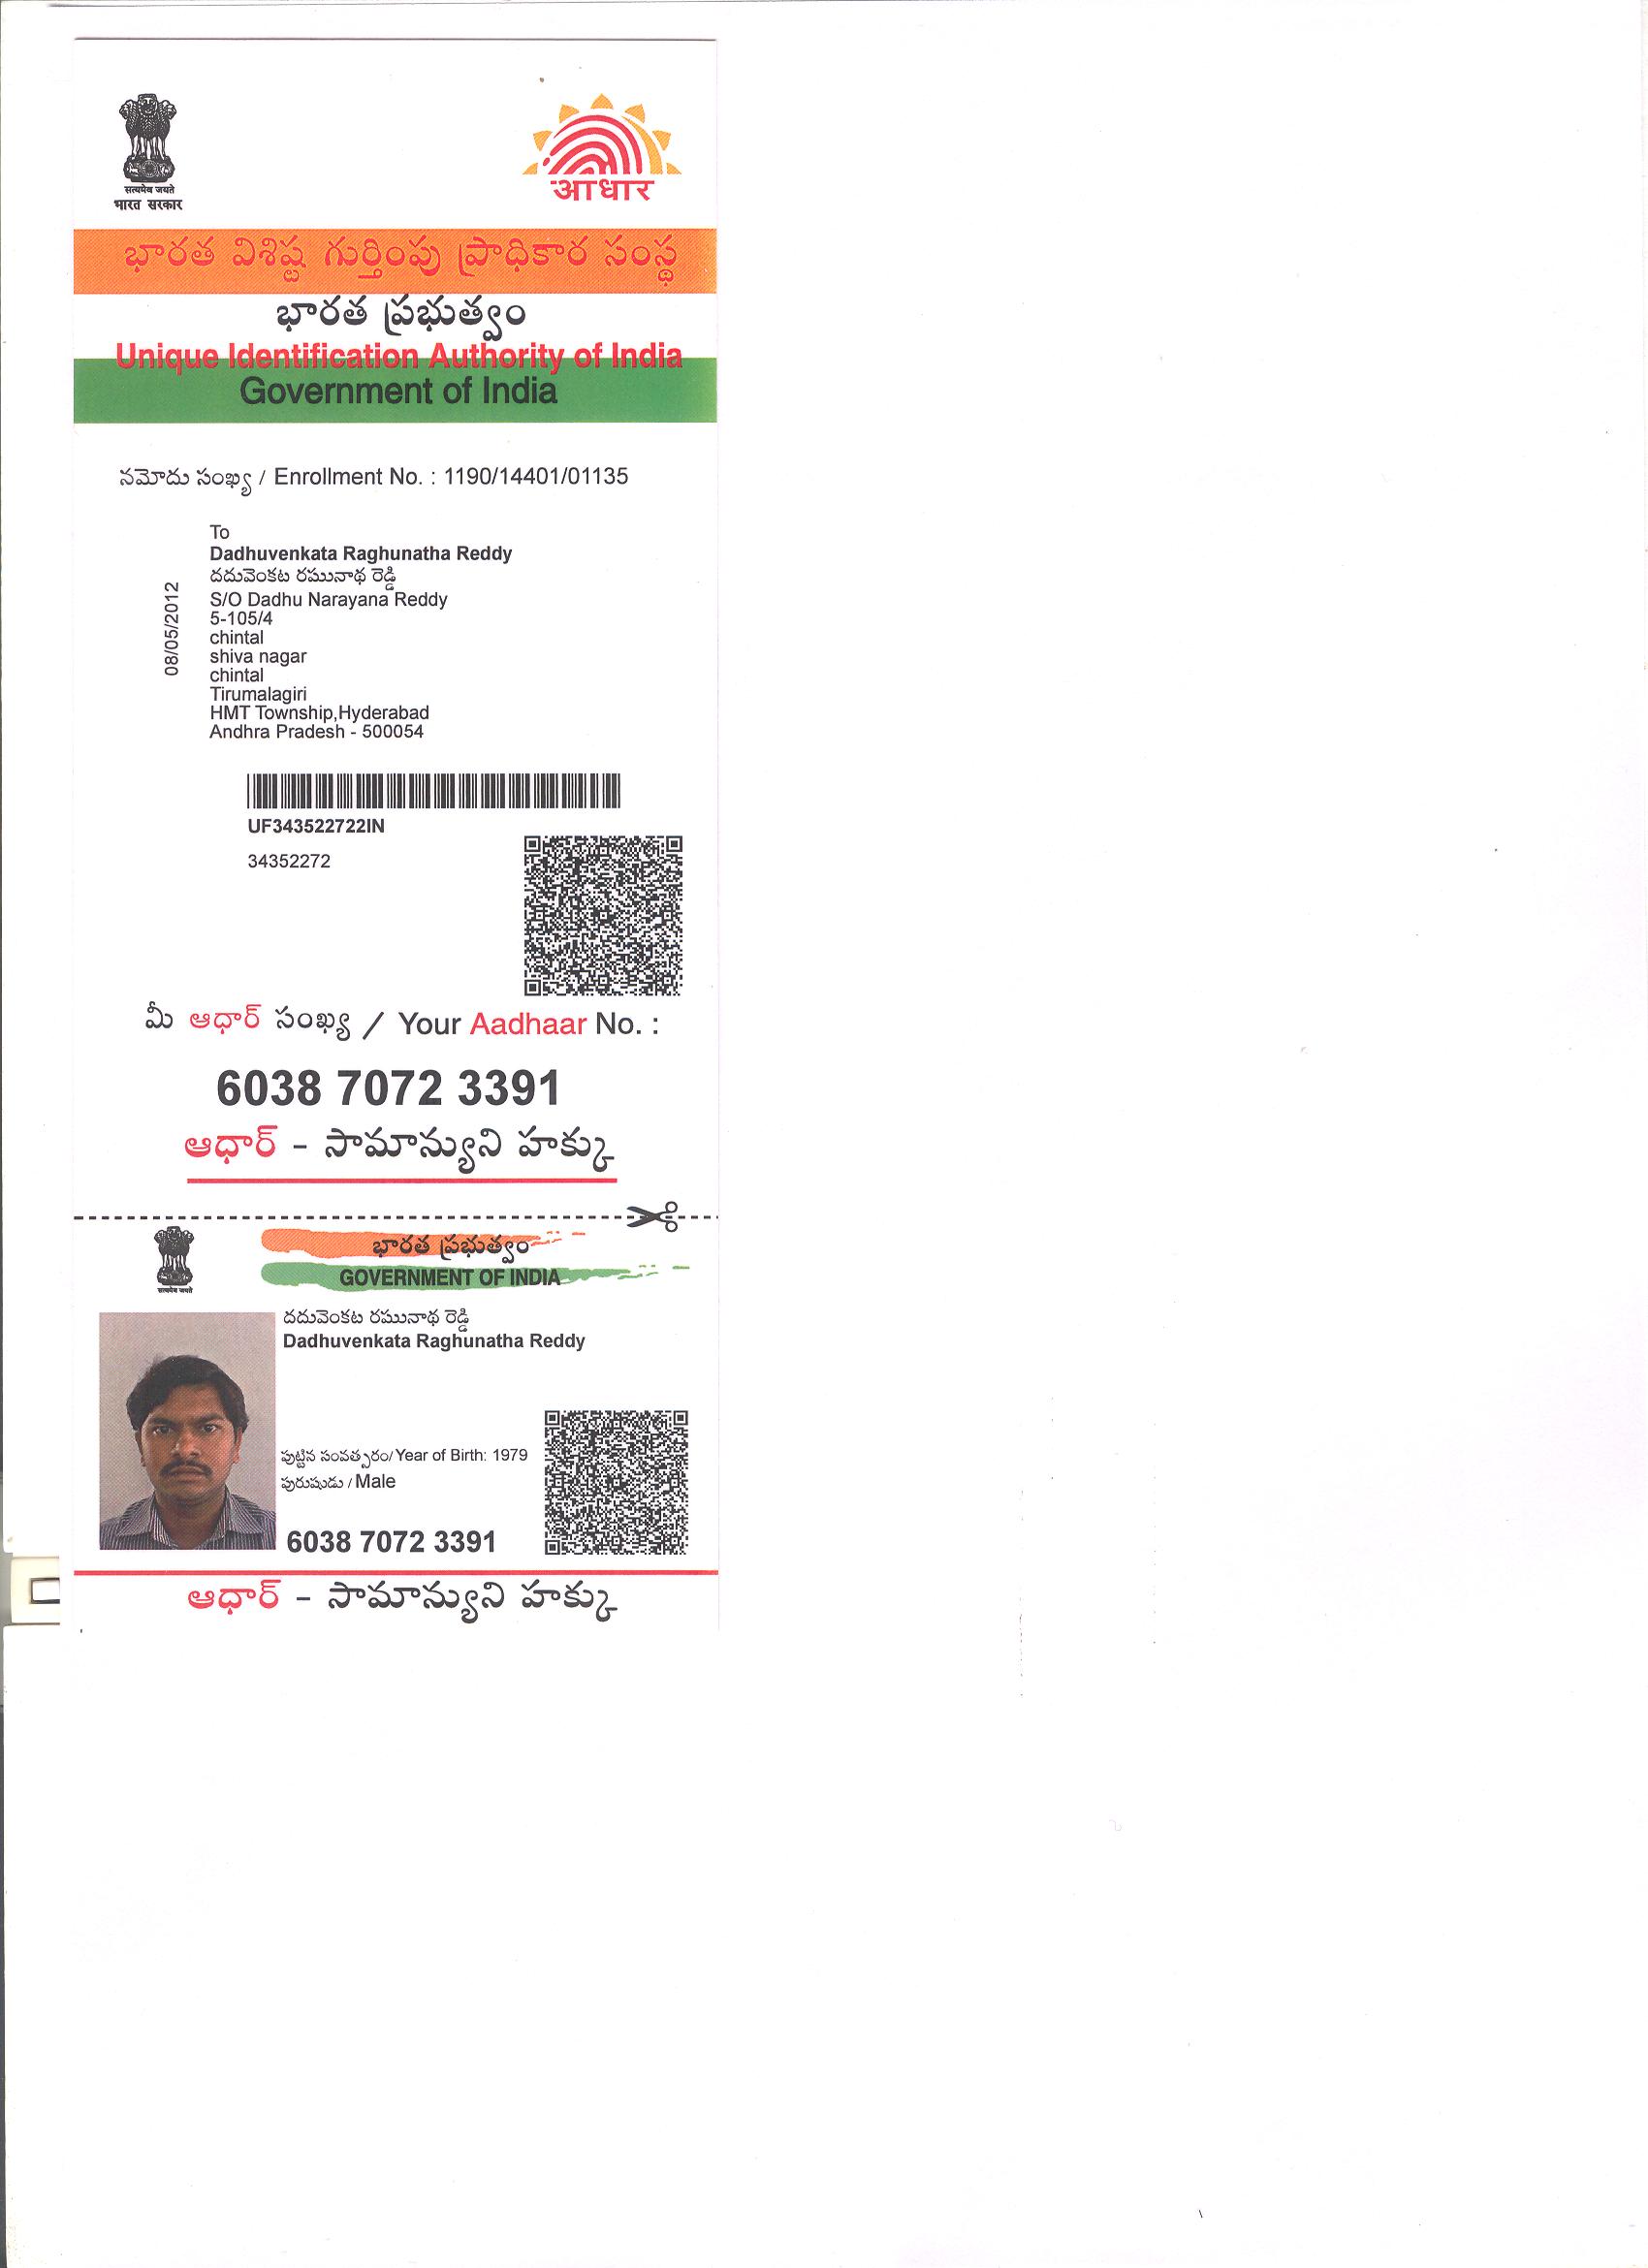 सत्यमेव जयते
भारत सरकार
आधार
భారత విశిష్ట గుర్తింపు ప్రాధికార సంస్థ
భారత ప్రభుత్వం
Unique Identification Authority of India
Government of India
నమోదు సంఖ్య / Enrollment No. : 1190/14401/01135
08/05/2012
To
Dadhuvenkata Raghunatha Reddy
దదువెంకట రఘునాథ రెడ్డి
S/O Dadhu Narayana Reddy
5-105/4
chintal
shiva nagar
chintal
Tirumalagiri
HMT Township,Hyderabad
Andhra Pradesh - 500054
UF343522722IN
34352272
మీ ఆధార్ సంఖ్య / Your Aadhaar No. :
6038 7072 3391
ఆధార్ - సామాన్యుని హక్కు
భారత ప్రభుత్వం
GOVERNMENT OF INDIA
सत्यमेव जयते
దదువెంకట రఘునాథ రెడ్డి
Dadhuvenkata Raghunatha Reddy
పుట్టిన సంవత్సరం/ Year of Birth: 1979
పురుషుడు / Male
6038 7072 3391
ఆధార్ - సామాన్యుని హక్కు